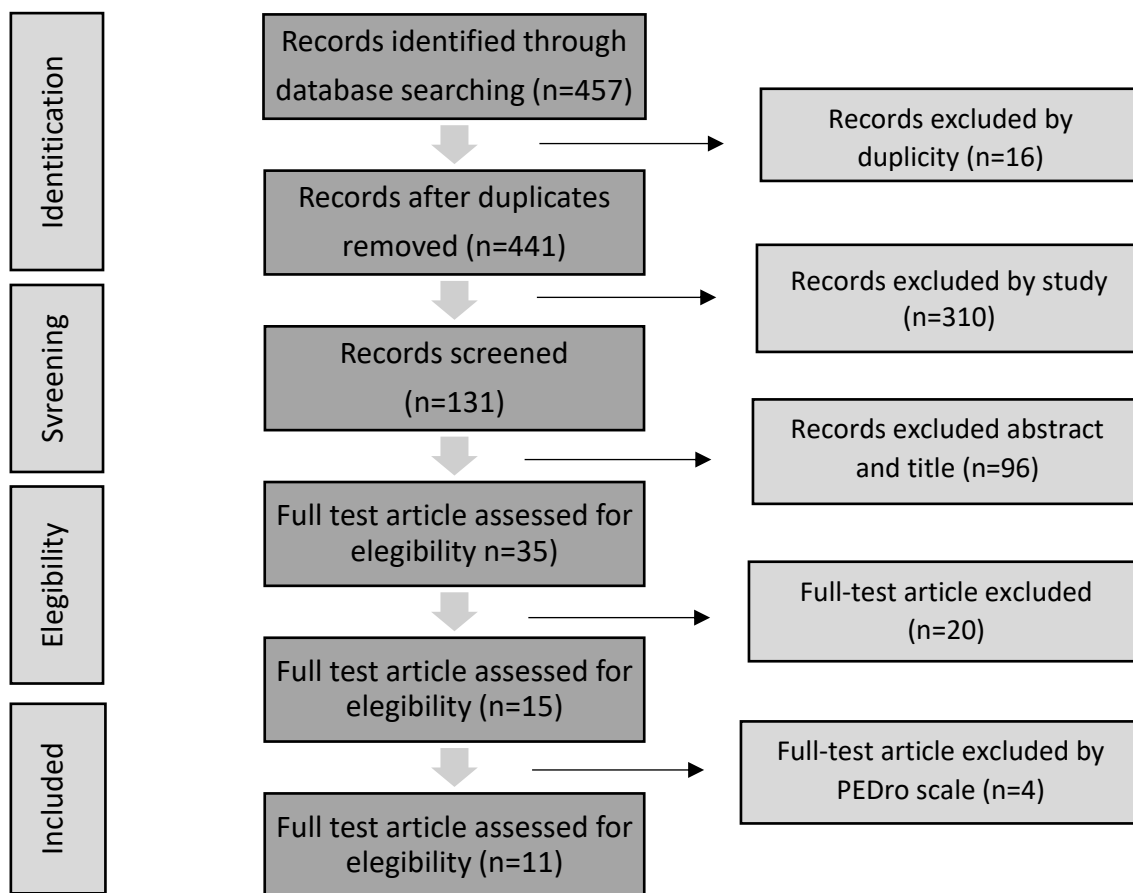 Identitication
Records identified through
database searching (n=457)
Records excluded by
duplicity (n=16)
Records after duplicates
removed (n=441)
Records excluded by study
(n=310)
Svreening
Records screened
(n=131)
Records excluded abstract
and title (n=96)
Elegibility
Full test article assessed for
elegibility n=35)
Full-test article excluded
(n=20)
Full test article assessed for
elegibility (n=15)
Included
Full-test article excluded by
PEDro scale (n=4)
Full test article assessed for
elegibility (n=11)